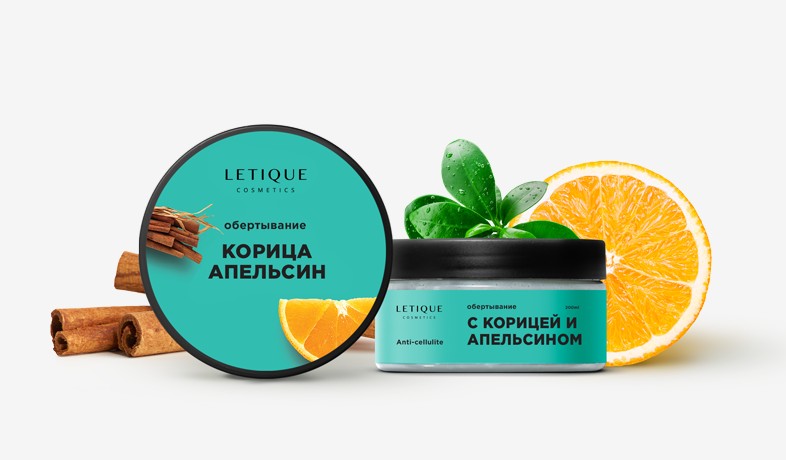 LETIQUE
COSMETICS
обертывание
КОРИЦА
АПЕЛЬСИН
LETIQUE
COSMETICS
Anti-cellulite
обертывание
С КОРИЦЕЙ И
АПЕЛЬСИНОМ